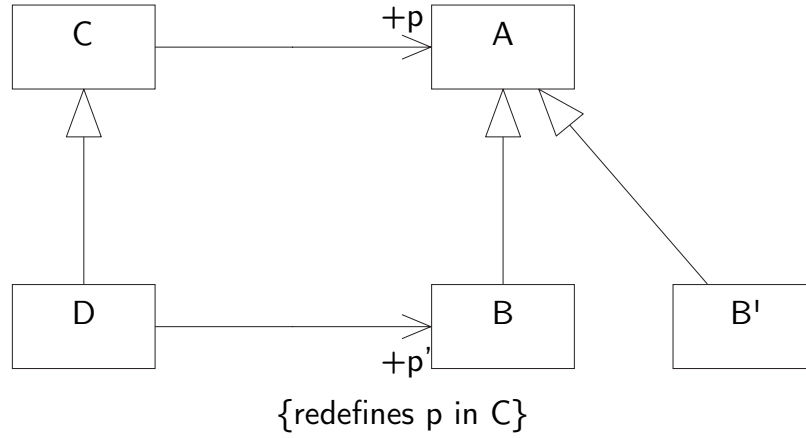 C
+p
A
D
B
B'
+p'
{redefines p in C}